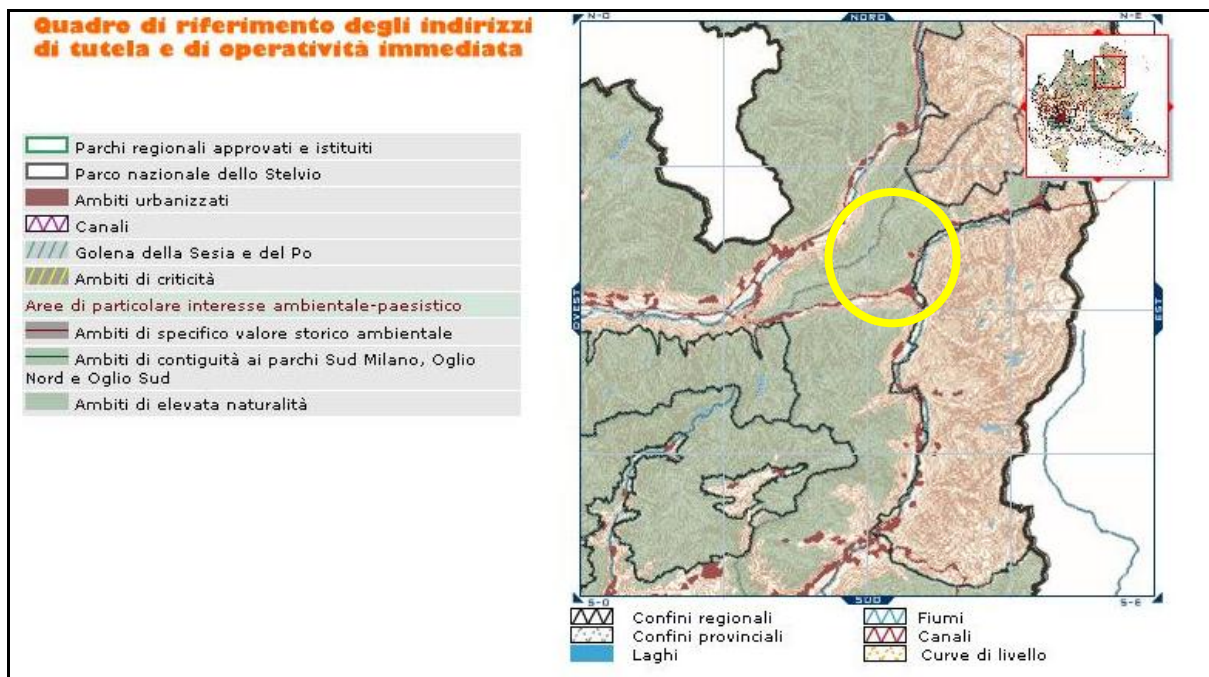 Quadro di riferimento degli indirizzi
di tutela e di operatività immediata
Parchi regionali approvati e istituiti
Parco nazionale dello Stelvio
Ambiti urbanizzati
Canali
Golena della Sesia e del Po
Ambiti di criticità
Aree di particolare interesse ambientale-paesistico
Ambiti di specifico valore storico ambientale
Ambiti di contiguità ai parchi Sud Milano, Oglio
Nord e Oglio Sud
Ambiti di elevata naturalità
N-O
NORD
N-E
OVEST
EST
S-O
SUD
S-E
Confini regionali
Confini provinciali
Laghi
Fiumi
Canali
Curve di livello